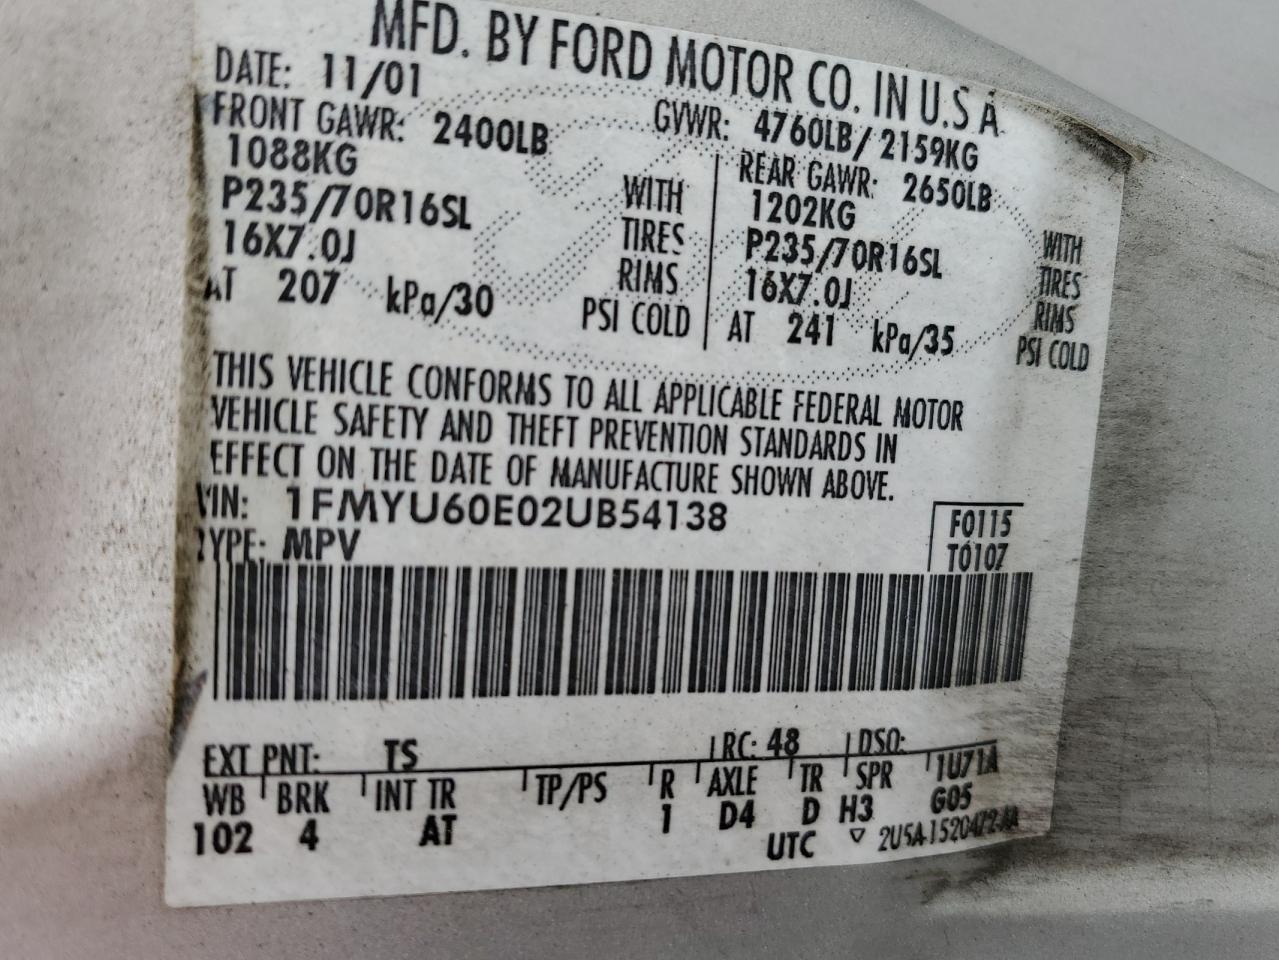 MFD. BY FORD MOTOR CO. IN U.S.A.
DATE: 11/01 GVWR: 4760LB/ 2159KG
FRONT GAWR: 2400LB REAR GAWR: 2650LB
1088KG WITH 1202KG WITH
P235/70R16SL TIRES P235/70R16SL TIRES
16X7.0J RIMS 16X7.0J RIMS
AT 207 kPa/30 PSI COLD AT 241 kPa/35 PSI COLD
THIS VEHICLE CONFORMS TO ALL APPLICABLE FEDERAL MOTOR
VEHICLE SAFETY AND THEFT PREVENTION STANDARDS IN
EFFECT ON THE DATE OF MANUFACTURE SHOWN ABOVE.
VIN: 1FMYU60E02UB54138 F0115
TYPE: MPV T0107
EXT PNT: TS RC: 48 DSO:
WB BRK INT TR TP/PS R AXLE TR SPR 1U71A
102 4 AT 1 D4 D H3 G05
UTC ▽